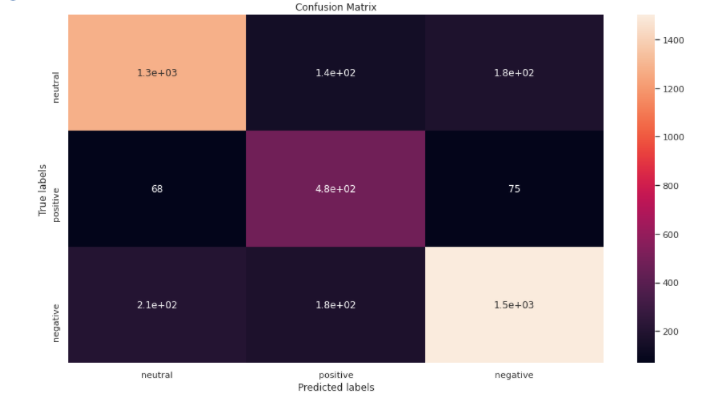 Confusion Matrix
1400
1.3e+03 1.4e+02 1.8e+02
neutral
1200
1000
True labels
positive
68 4.8e+02 75
800
600
400
negative
2.1e+02 1.8e+02 1.5e+03
200
neutral positive negative
Predicted labels